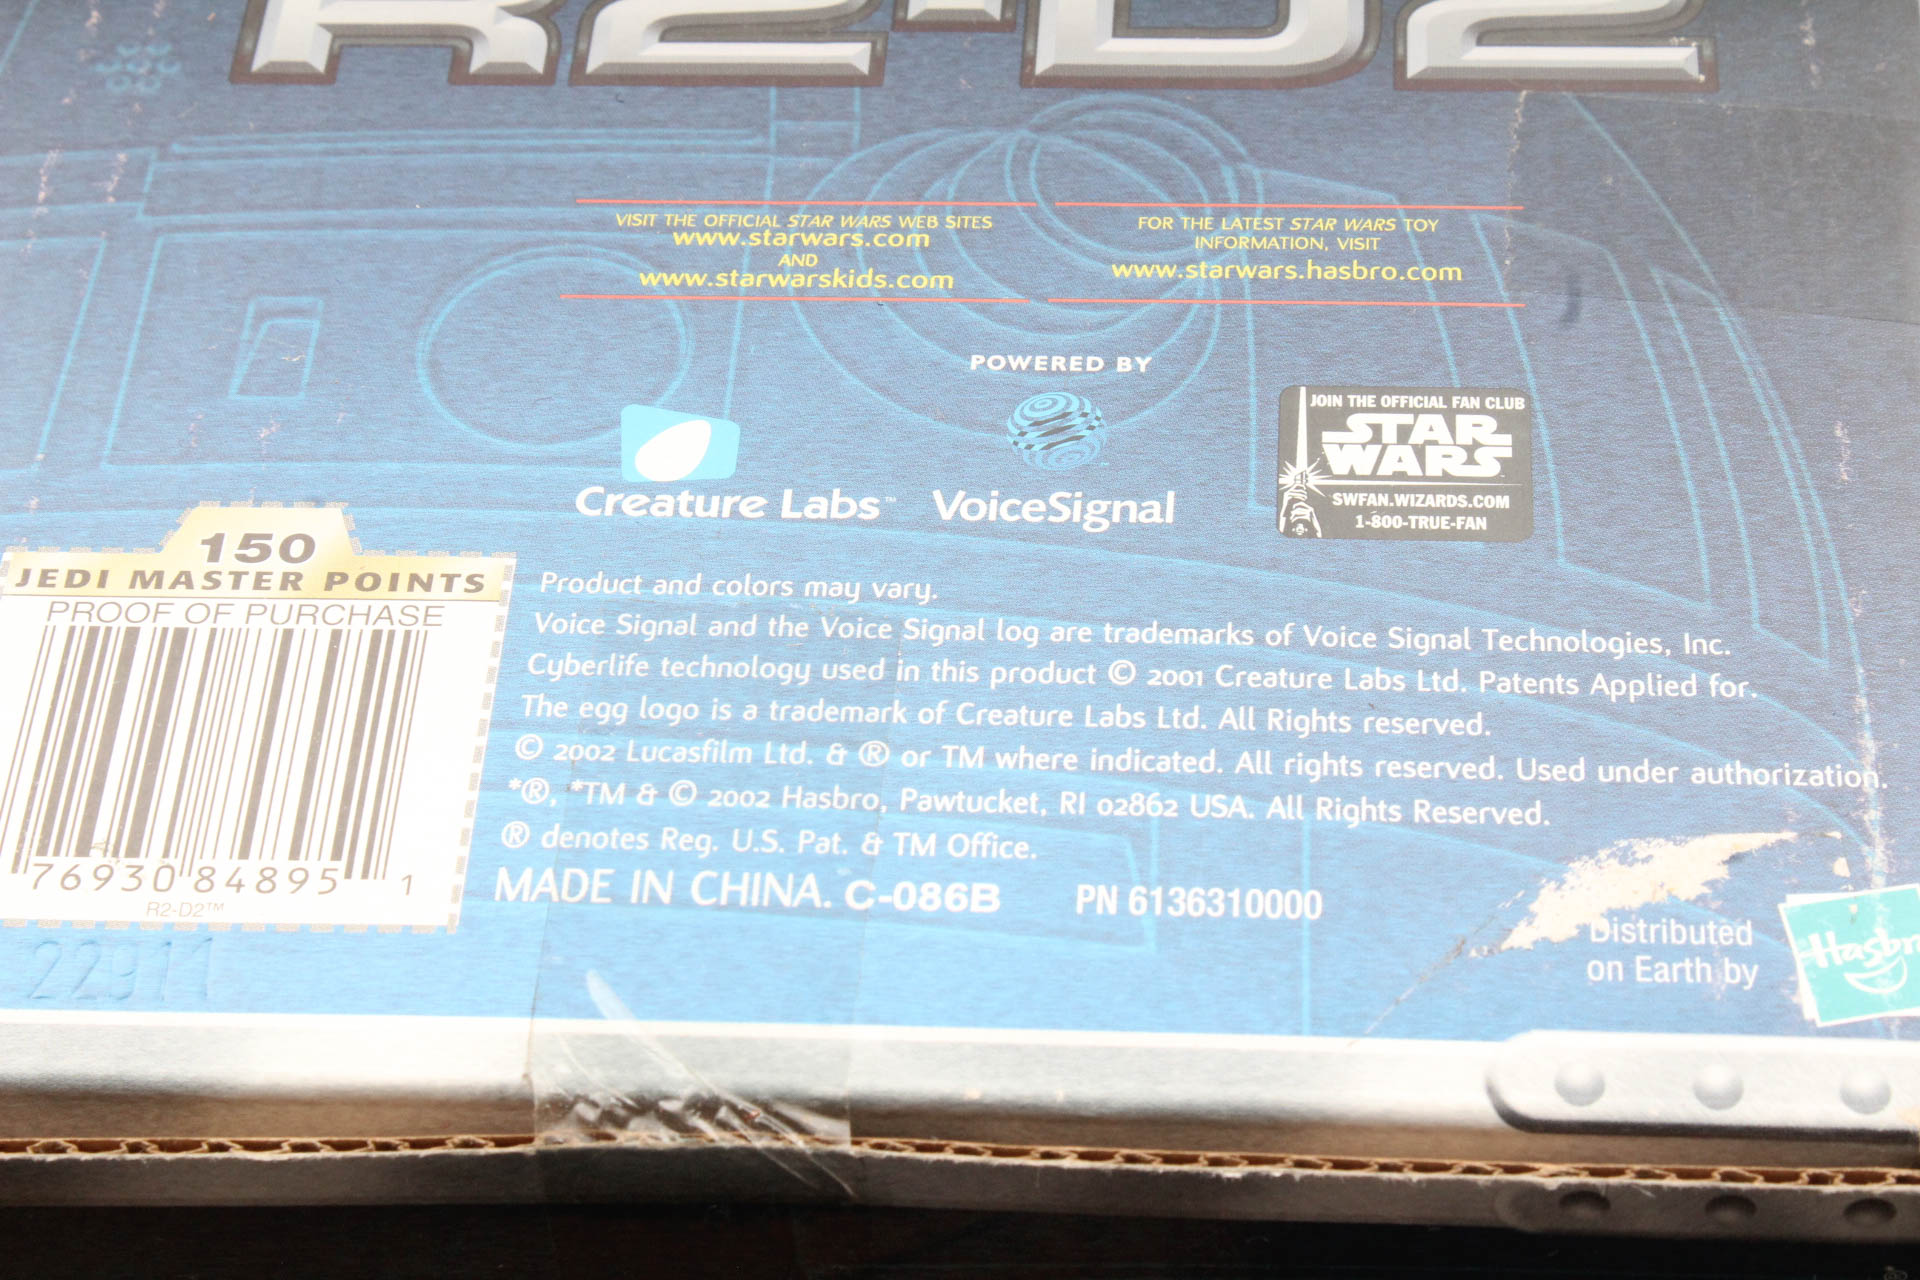 R2-D2
VISIT THE OFFICIAL STAR WARS WEB SITES
www.starwars.com
AND
www.starwarskids.com
FOR THE LATEST STAR WARS TOY
INFORMATION, VISIT
www.starwars.hasbro.com
POWERED BY
Creature Labs™
VoiceSignal
JOIN THE OFFICIAL FAN CLUB
STAR
WARS
SWFAN.WIZARDS.COM
1-800-TRUE-FAN
150
JEDI MASTER POINTS
PROOF OF PURCHASE
76930 84895 1
R2-D2™
22911
Product and colors may vary.
Voice Signal and the Voice Signal log are trademarks of Voice Signal Technologies, Inc.
Cyberlife technology used in this product © 2001 Creature Labs Ltd. Patents Applied for.
The egg logo is a trademark of Creature Labs Ltd. All Rights reserved.
© 2002 Lucasfilm Ltd. & ® or TM where indicated. All rights reserved. Used under authorization.
*®, *TM & © 2002 Hasbro, Pawtucket, RI 02862 USA. All Rights Reserved.
® denotes Reg. U.S. Pat. & TM Office.
MADE IN CHINA. C-086B PN 6136310000
Distributed
on Earth by
Hasbro